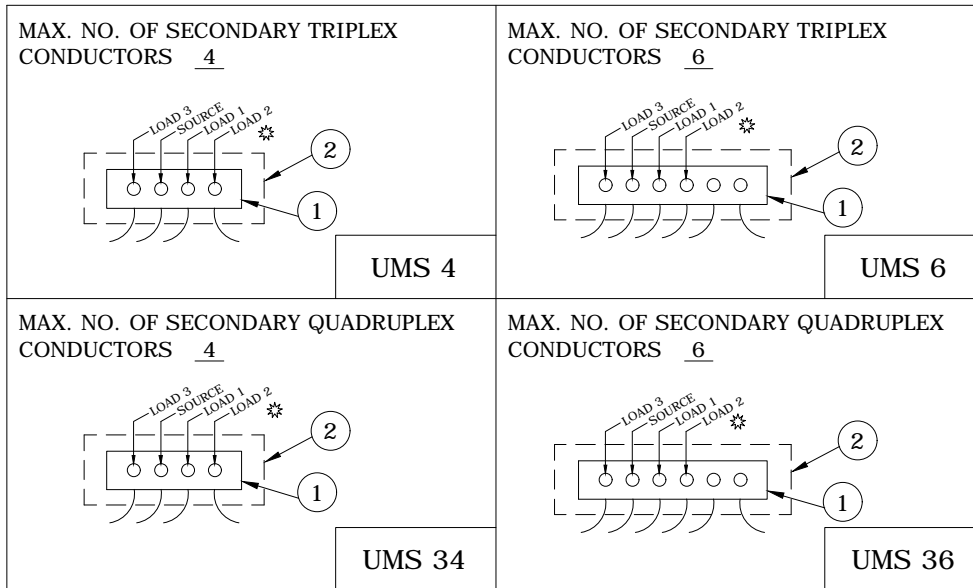 MAX. NO. OF SECONDARY TRIPLEX
CONDUCTORS 4
LOAD 3
SOURCE
LOAD 1
LOAD 2
2
1
UMS 4
MAX. NO. OF SECONDARY TRIPLEX
CONDUCTORS 6
LOAD 3
SOURCE
LOAD 1
LOAD 2
2
1
UMS 6
MAX. NO. OF SECONDARY QUADRUPLEX
CONDUCTORS 4
LOAD 3
SOURCE
LOAD 1
LOAD 2
2
1
UMS 34
MAX. NO. OF SECONDARY QUADRUPLEX
CONDUCTORS 6
LOAD 3
SOURCE
LOAD 1
LOAD 2
2
1
UMS 36